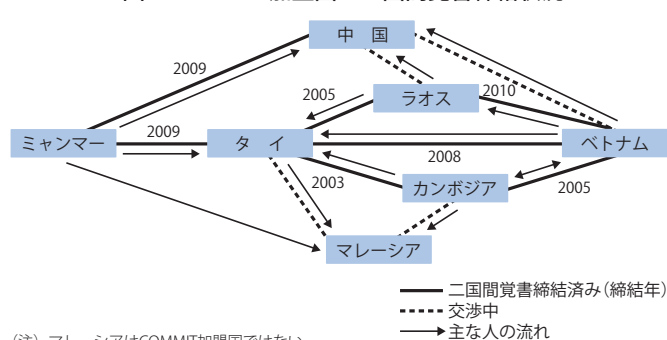 中 国
2009
2005
2010
ラオス
2009
ミャンマー
タ イ
ベトナム
2008
2003
カンボジア
2005
マレーシア
二国間覚書締結済み（締結年）
交渉中
主な人の流れ